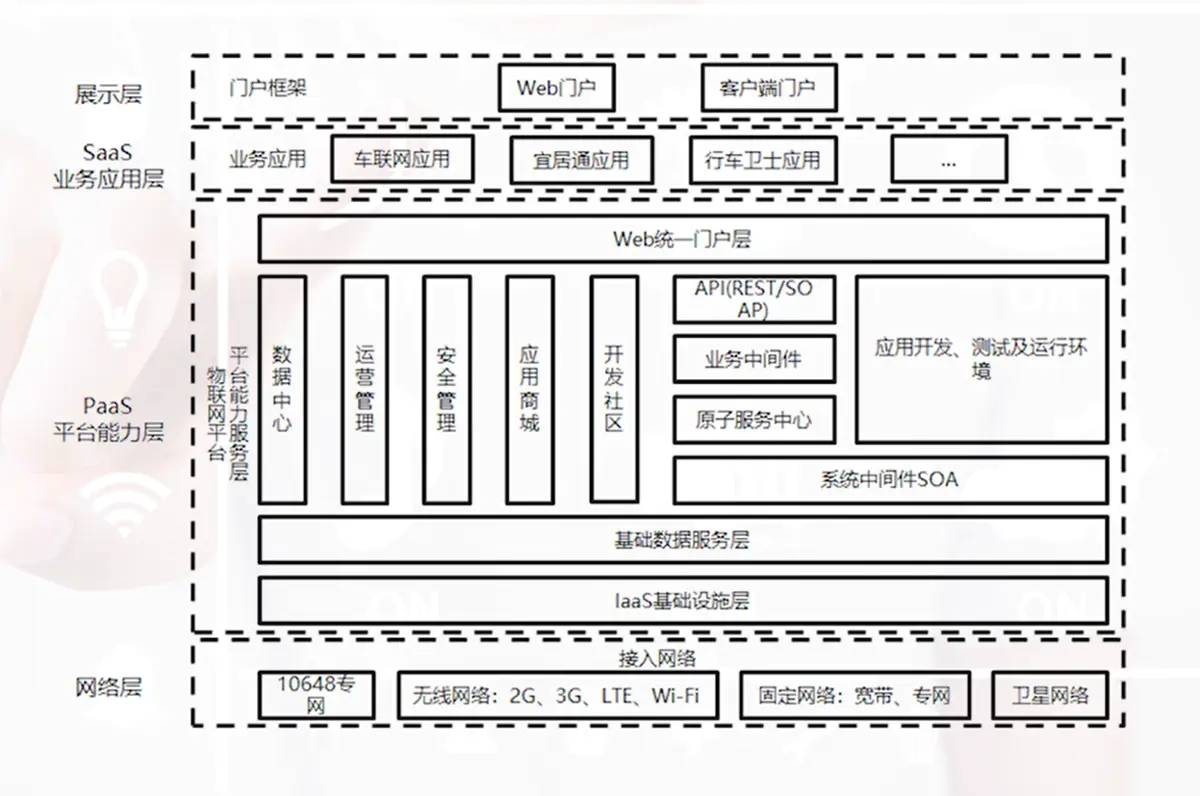 展示层
门户框架
Web门户
客户端门户
SaaS
业务应用层
业务应用
车联网应用
宜居通应用
行车卫士应用
...
PaaS
平台能力层
物联网平台
平台能力服务层
Web统一门户层
数据中心
运营管理
安全管理
应用商城
开发社区
API(REST/SO
AP)
业务中间件
原子服务中心
应用开发、测试及运行环
境
系统中间件SOA
基础数据服务层
IaaS基础设施层
网络层
接入网络
10648专
网
无线网络：2G、3G、LTE、Wi-Fi
固定网络：宽带、专网
卫星网络
ON
ON
ON